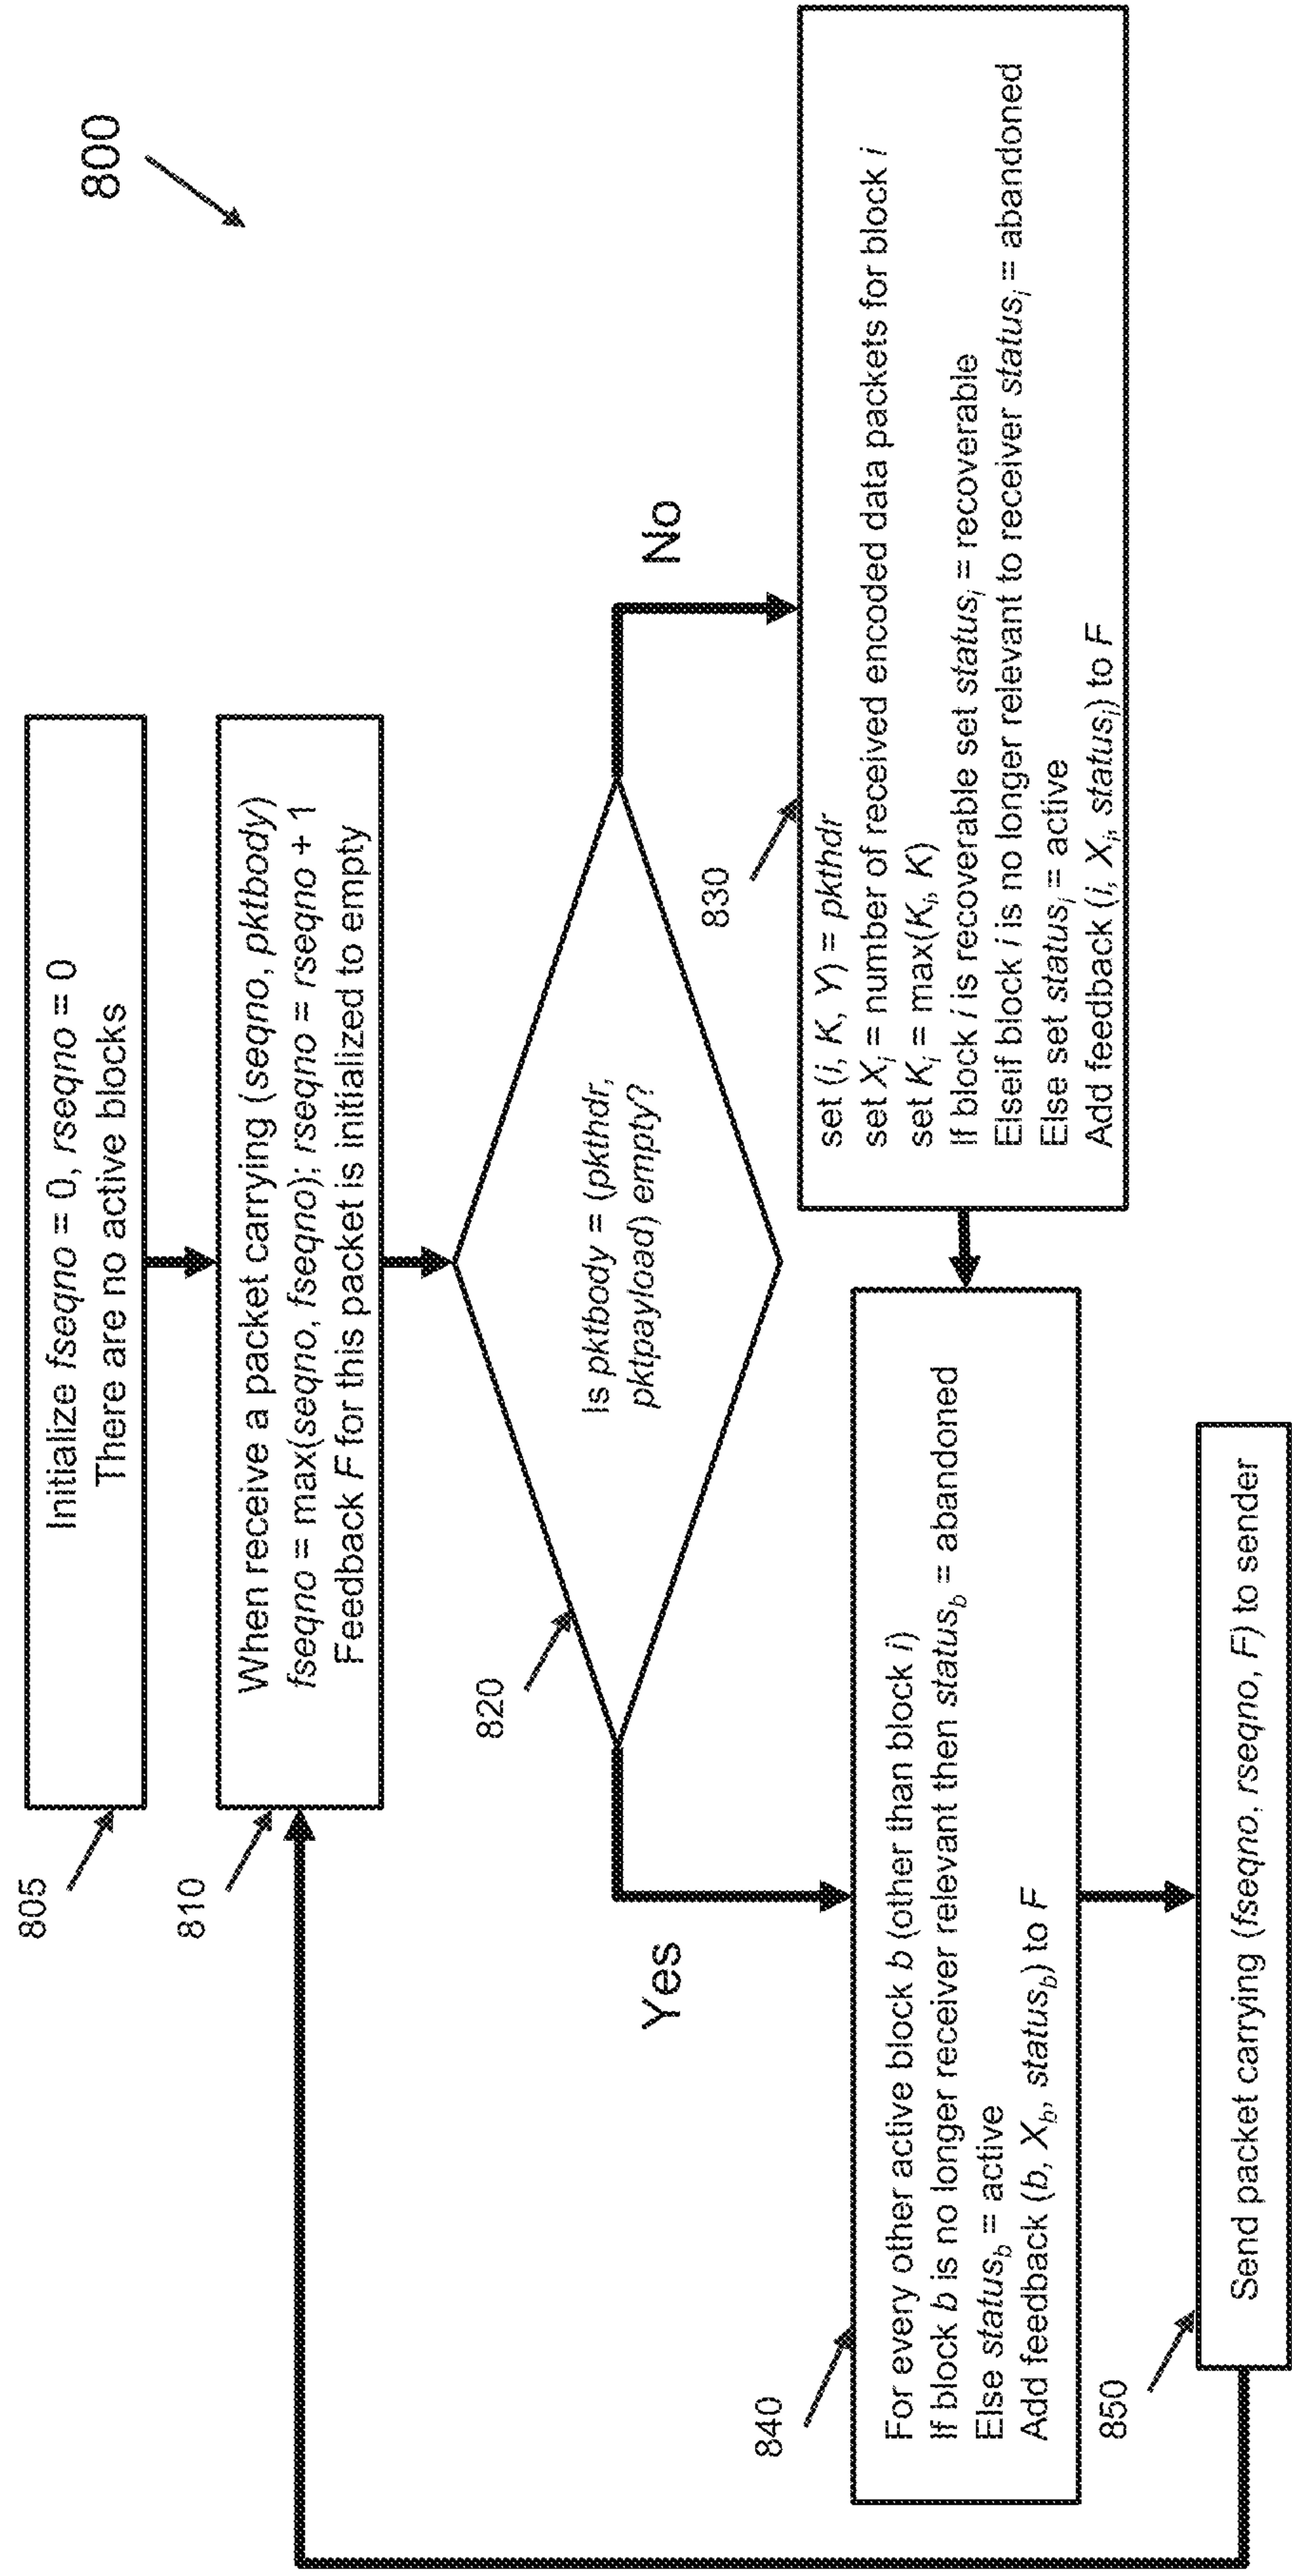 800
805
Initialize fseqno = 0, rseqno = 0
There are no active blocks
810
When receive a packet carrying (seqno, pktbody)
fseqno = max(seqno, fseqno); rseqno = rseqno + 1
Feedback F for this packet is initialized to empty
820
Is pktbody = (pkthdr,
pktpayload) empty?
Yes
No
830
set (i, K, Y) = pkthdr
set Xi = number of received encoded data packets for block i
set Ki = max(Ki, K)
If block i is recoverable set statusi = recoverable
Elseif block i is no longer relevant to receiver statusi = abandoned
Else set statusi = active
Add feedback (i, Xi, statusi) to F
840
For every other active block b (other than block i)
If block b is no longer receiver relevant then statusb = abandoned
Else statusb = active
Add feedback (b, Xb, statusb) to F
850
Send packet carrying (fseqno, rseqno, F) to sender